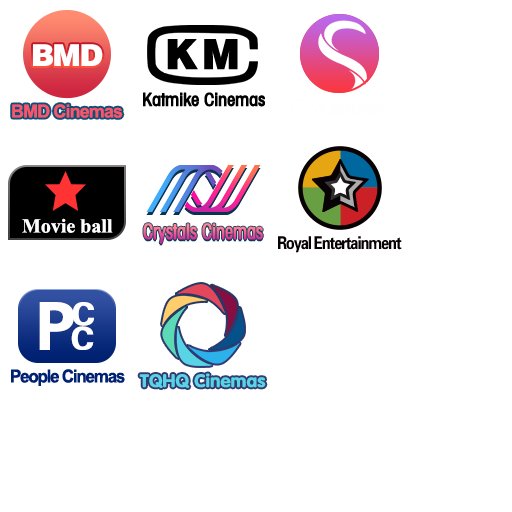 BMD
BMD Cinemas
KM
Katmike Cinemas
S
Movie ball
Crystals Cinemas
Royal Entertainment
PCC
People Cinemas
TQHQ Cinemas